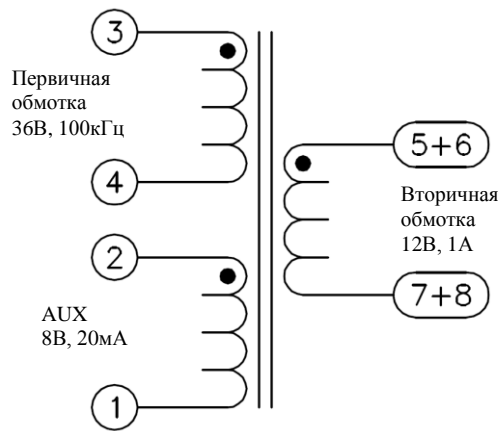 3
Первичная
обмотка
36В, 100кГц
4
5+6
Вторичная
обмотка
12В, 1А
7+8
2
AUX
8В, 20мА
1